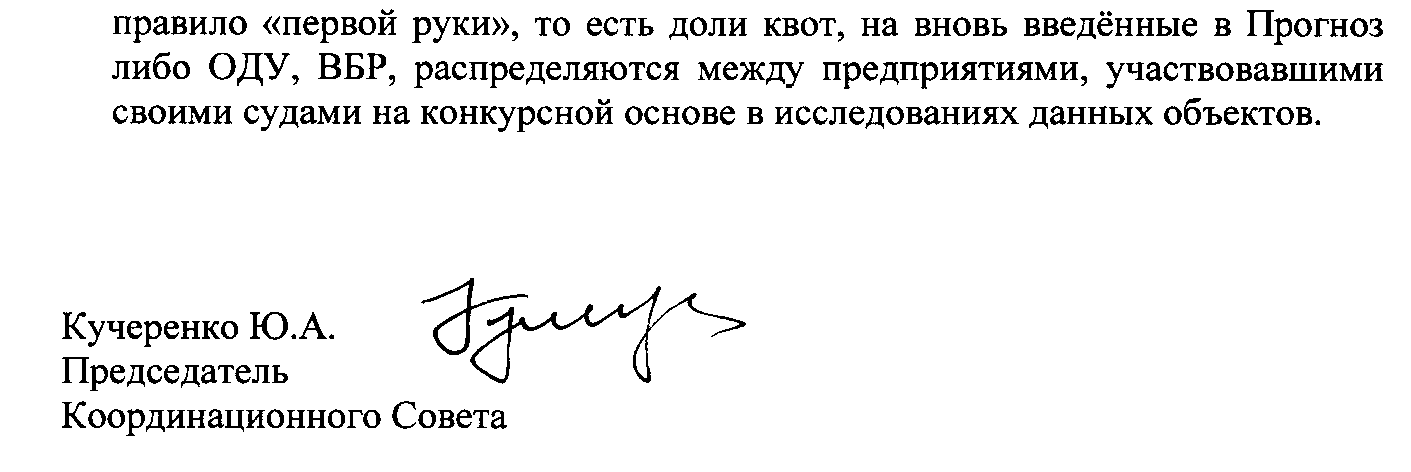 правило «первой руки», то есть доли квот, на вновь введённые в Прогноз
либо ОДУ, ВБР, распределяются между предприятиями, участвовавшими
своими судами на конкурсной основе в исследованиях данных объектов.
Кучеренко Ю.А.
Председатель
Координационного Совета